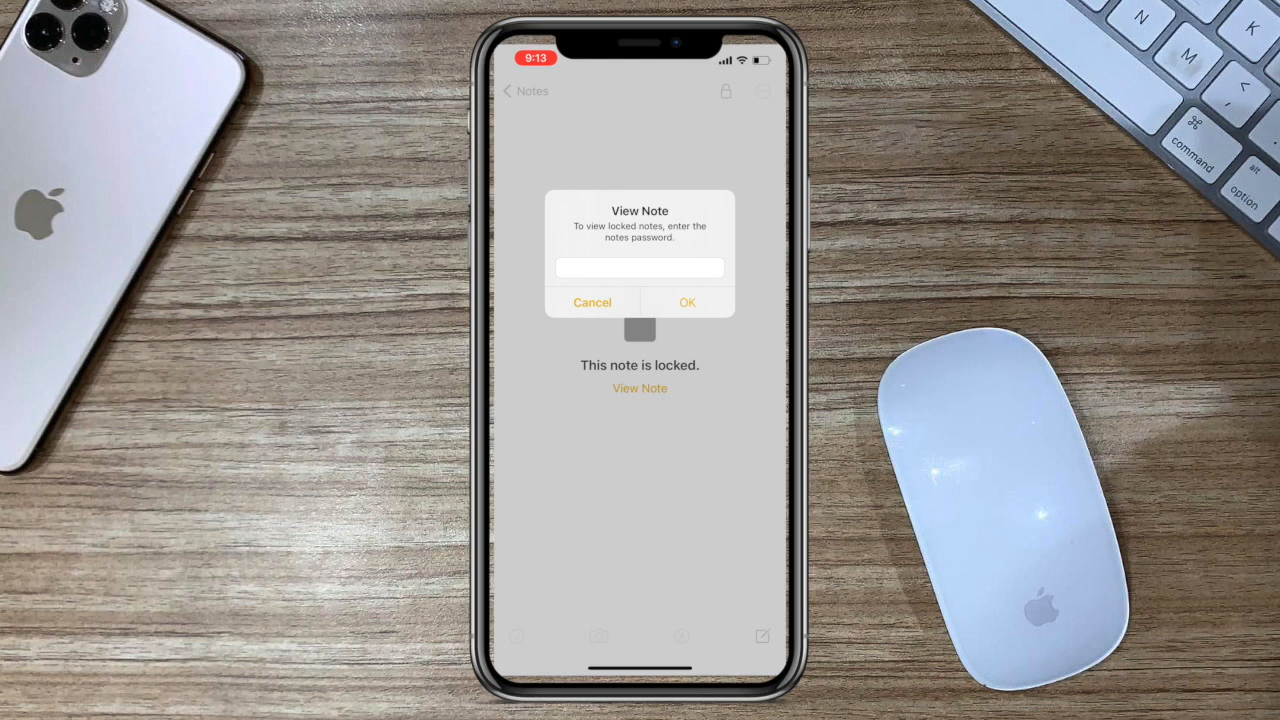 9:13
Notes
View Note
To view locked notes, enter the
notes password.
Cancel
OK
This note is locked.
View Note
N
M
K
<
⌘
command
alt
option